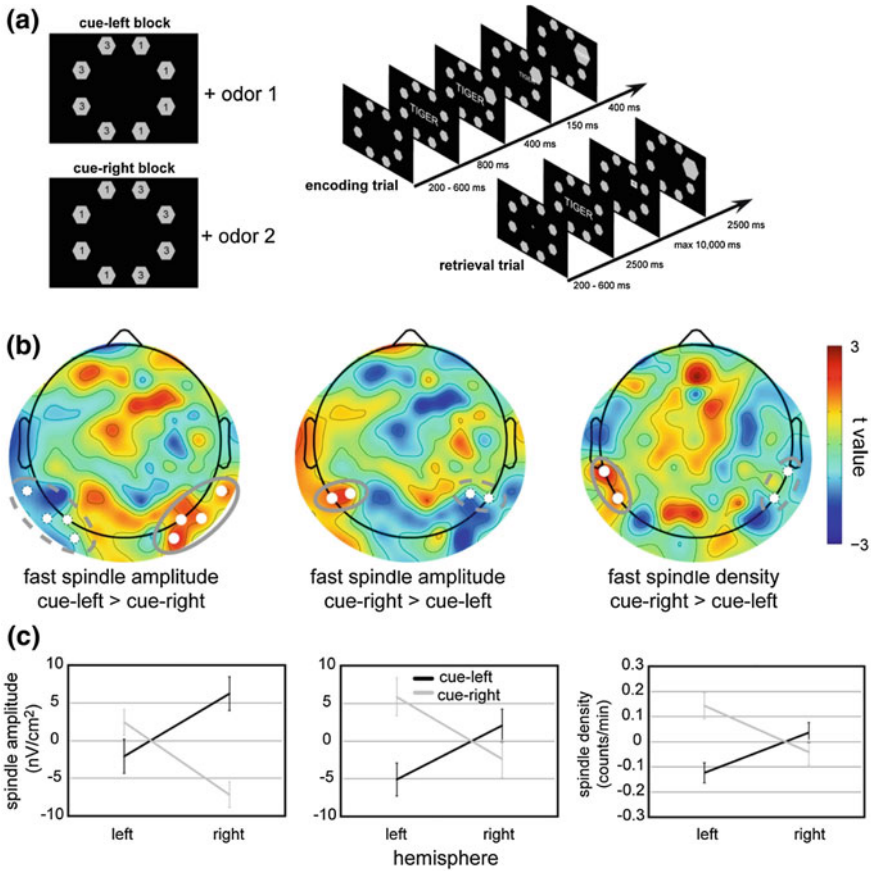 (a)
cue-left block
3 1
3 1
3 1
3 1
+ odor 1
cue-right block
1 3
1 3
1 3
1 3
+ odor 2
TIGER
TIGER
400 ms
150 ms
400 ms
800 ms
200 - 600 ms
encoding trial
TIGER
2500 ms
max 10,000 ms
2500 ms
200 - 600 ms
retrieval trial
(b)
3
t value
−3
fast spindle amplitude
cue-left > cue-right
fast spindle amplitude
cue-right > cue-left
fast spindle density
cue-right > cue-left
(c)
spindle amplitude
(nV/cm²)
10
5
0
-5
-10
left right
10
5
0
-5
-10
cue-left
cue-right
left right
hemisphere
spindle density
(counts/min)
0.3
0.2
0.1
0
-0.1
-0.2
-0.3
left right